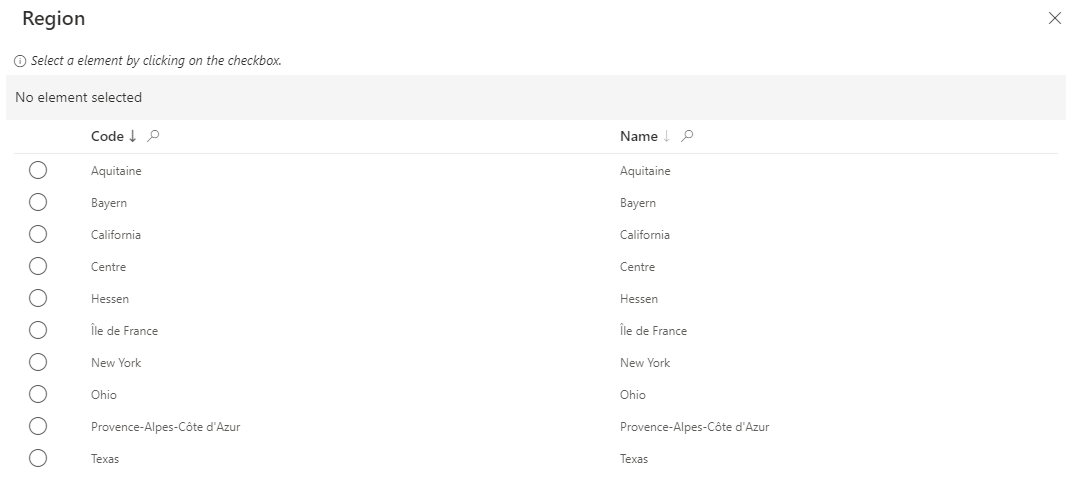 Region
Select a element by clicking on the checkbox.
No element selected
Code Name
Aquitaine Aquitaine
Bayern Bayern
California California
Centre Centre
Hessen Hessen
Île de France Île de France
New York New York
Ohio Ohio
Provence-Alpes-Côte d'Azur Provence-Alpes-Côte d'Azur
Texas Texas